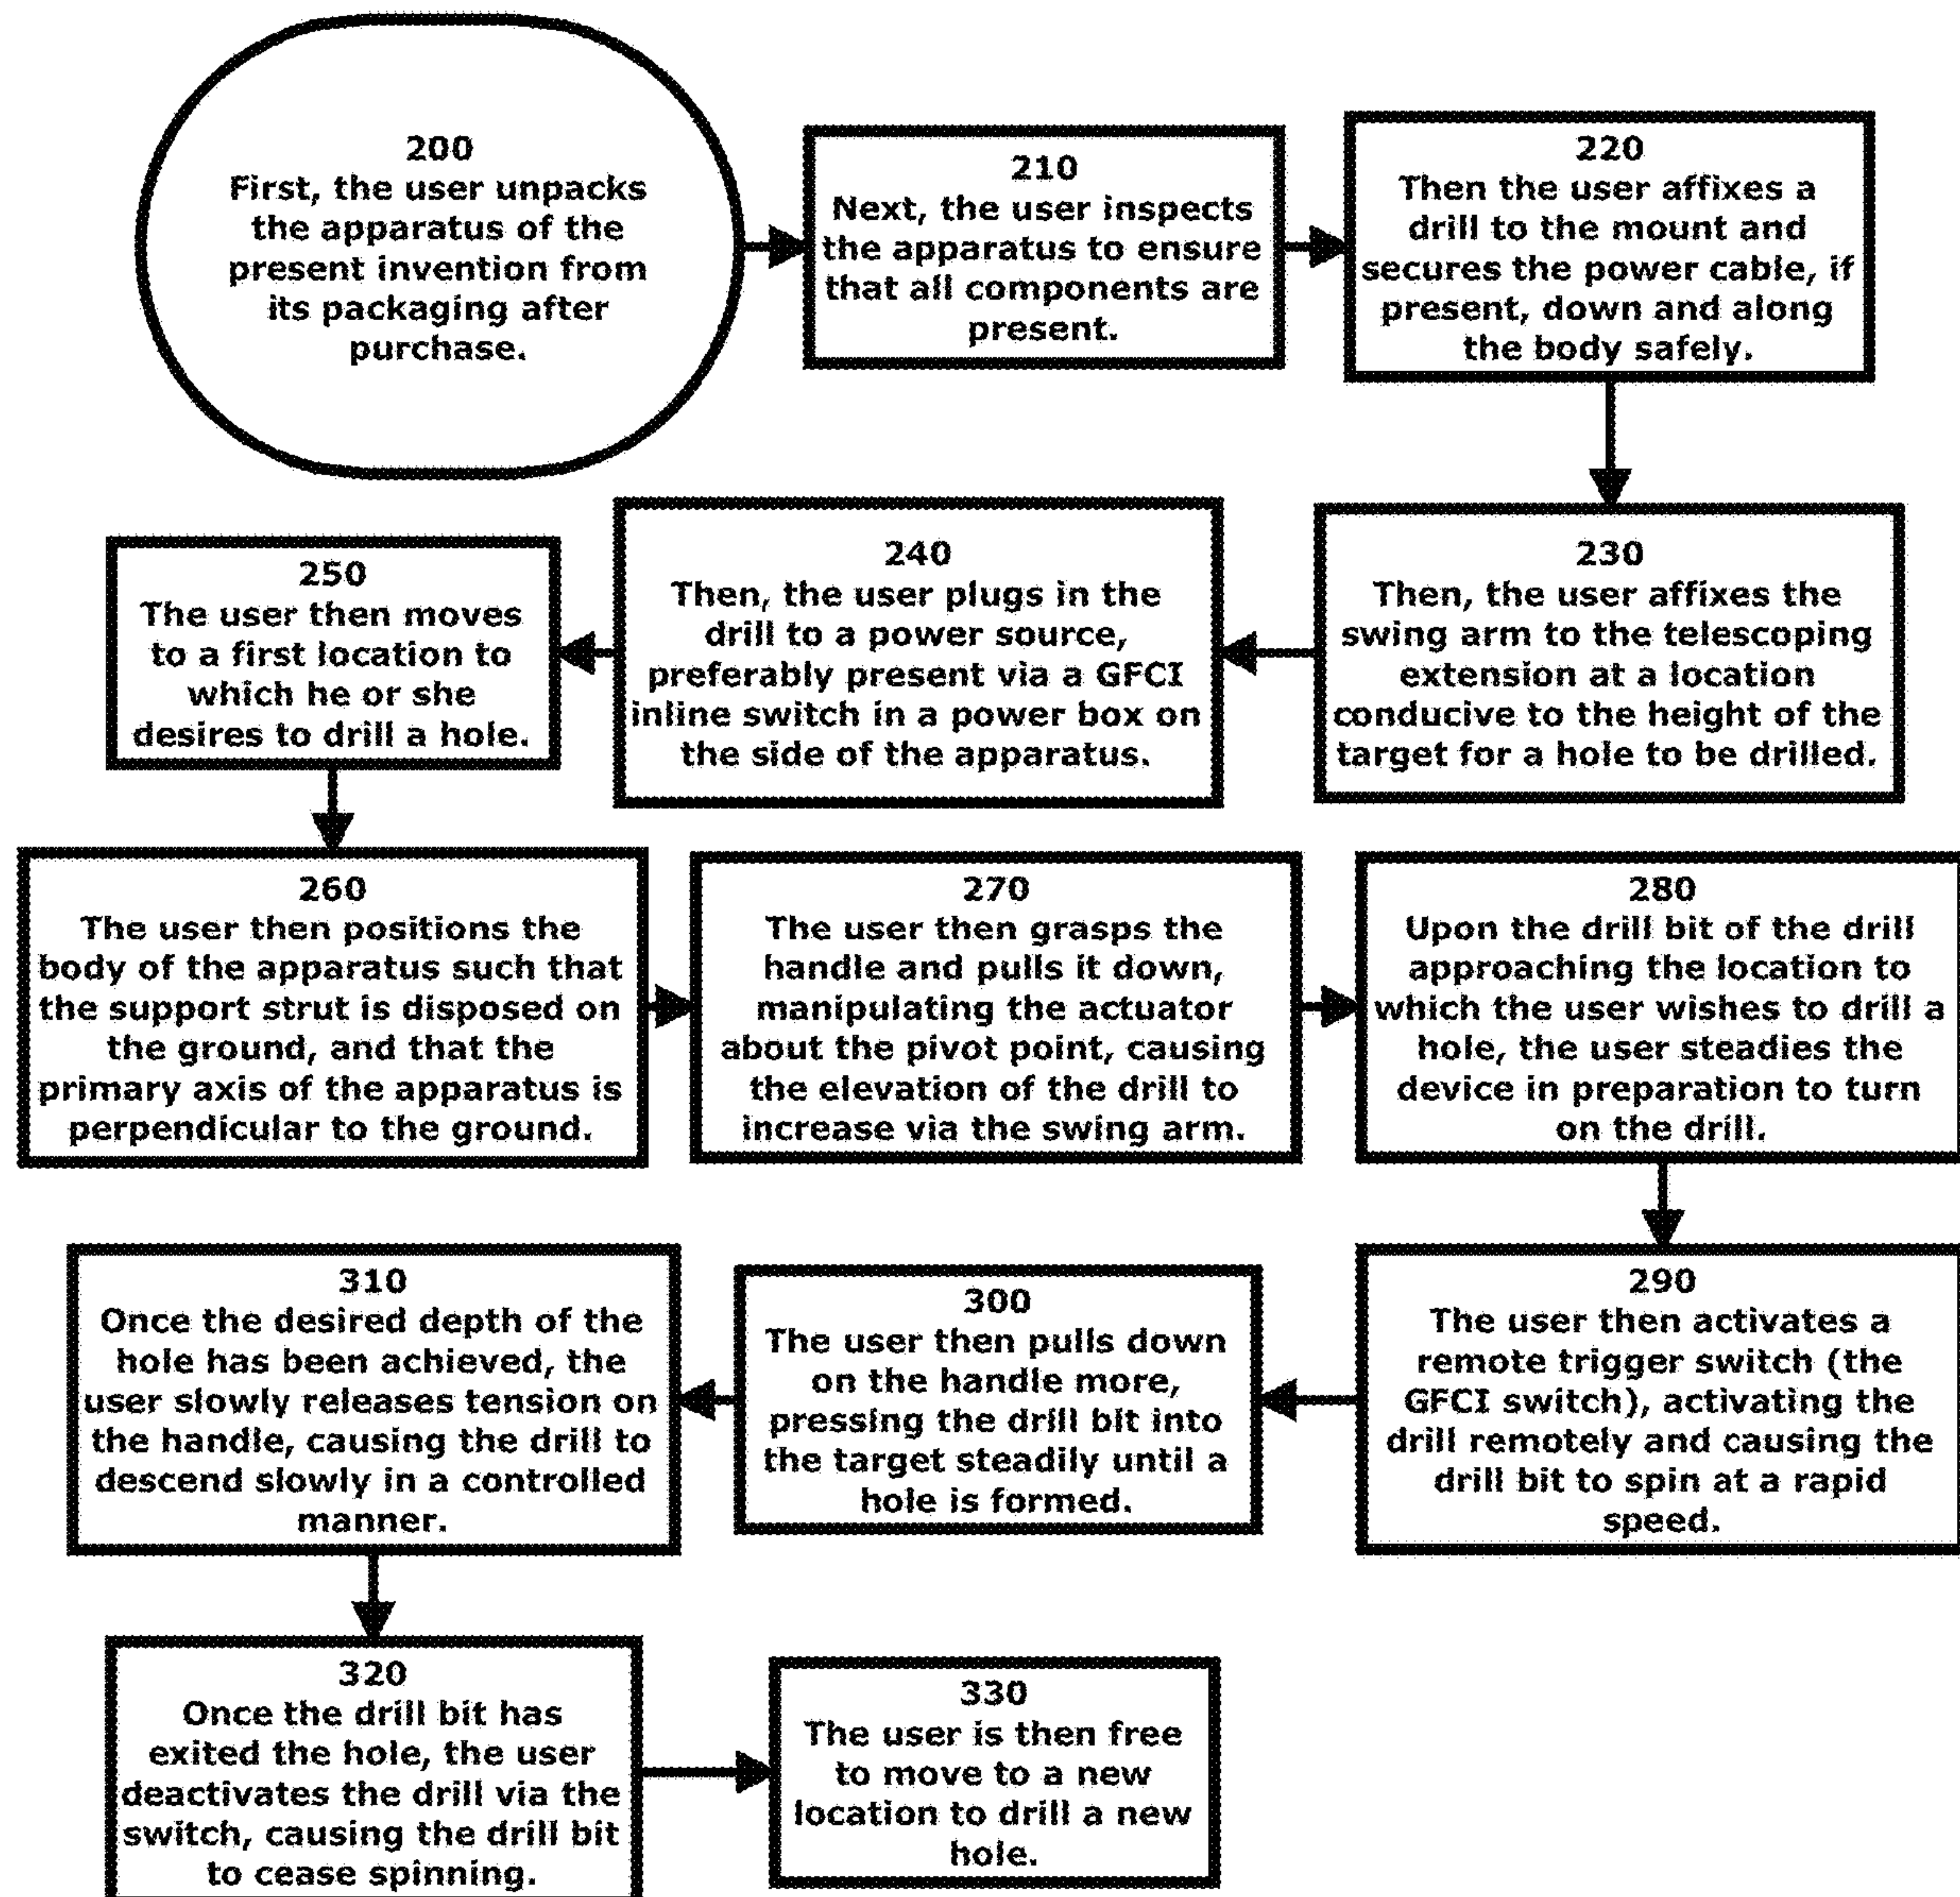 200
First, the user unpacks
the apparatus of the
present invention from
its packaging after
purchase.
210
Next, the user inspects
the apparatus to ensure
that all components are
present.
220
Then the user affixes a
drill to the mount and
secures the power cable, if
present, down and along
the body safely.
230
Then, the user affixes the
swing arm to the telescoping
extension at a location
conducive to the height of the
target for a hole to be drilled.
240
Then, the user plugs in the
drill to a power source,
preferably present via a GFCI
inline switch in a power box on
the side of the apparatus.
250
The user then moves
to a first location to
which he or she
desires to drill a hole.
260
The user then positions the
body of the apparatus such that
the support strut is disposed on
the ground, and that the
primary axis of the apparatus is
perpendicular to the ground.
270
The user then grasps the
handle and pulls it down,
manipulating the actuator
about the pivot point, causing
the elevation of the drill to
increase via the swing arm.
280
Upon the drill bit of the drill
approaching the location to
which the user wishes to drill a
hole, the user steadies the
device in preparation to turn
on the drill.
290
The user then activates a
remote trigger switch (the
GFCI switch), activating the
drill remotely and causing the
drill bit to spin at a rapid
speed.
300
The user then pulls down
on the handle more,
pressing the drill bit into
the target steadily until a
hole is formed.
310
Once the desired depth of the
hole has been achieved, the
user slowly releases tension on
the handle, causing the drill to
descend slowly in a controlled
manner.
320
Once the drill bit has
exited the hole, the user
deactivates the drill via the
switch, causing the drill bit
to cease spinning.
330
The user is then free
to move to a new
location to drill a new
hole.